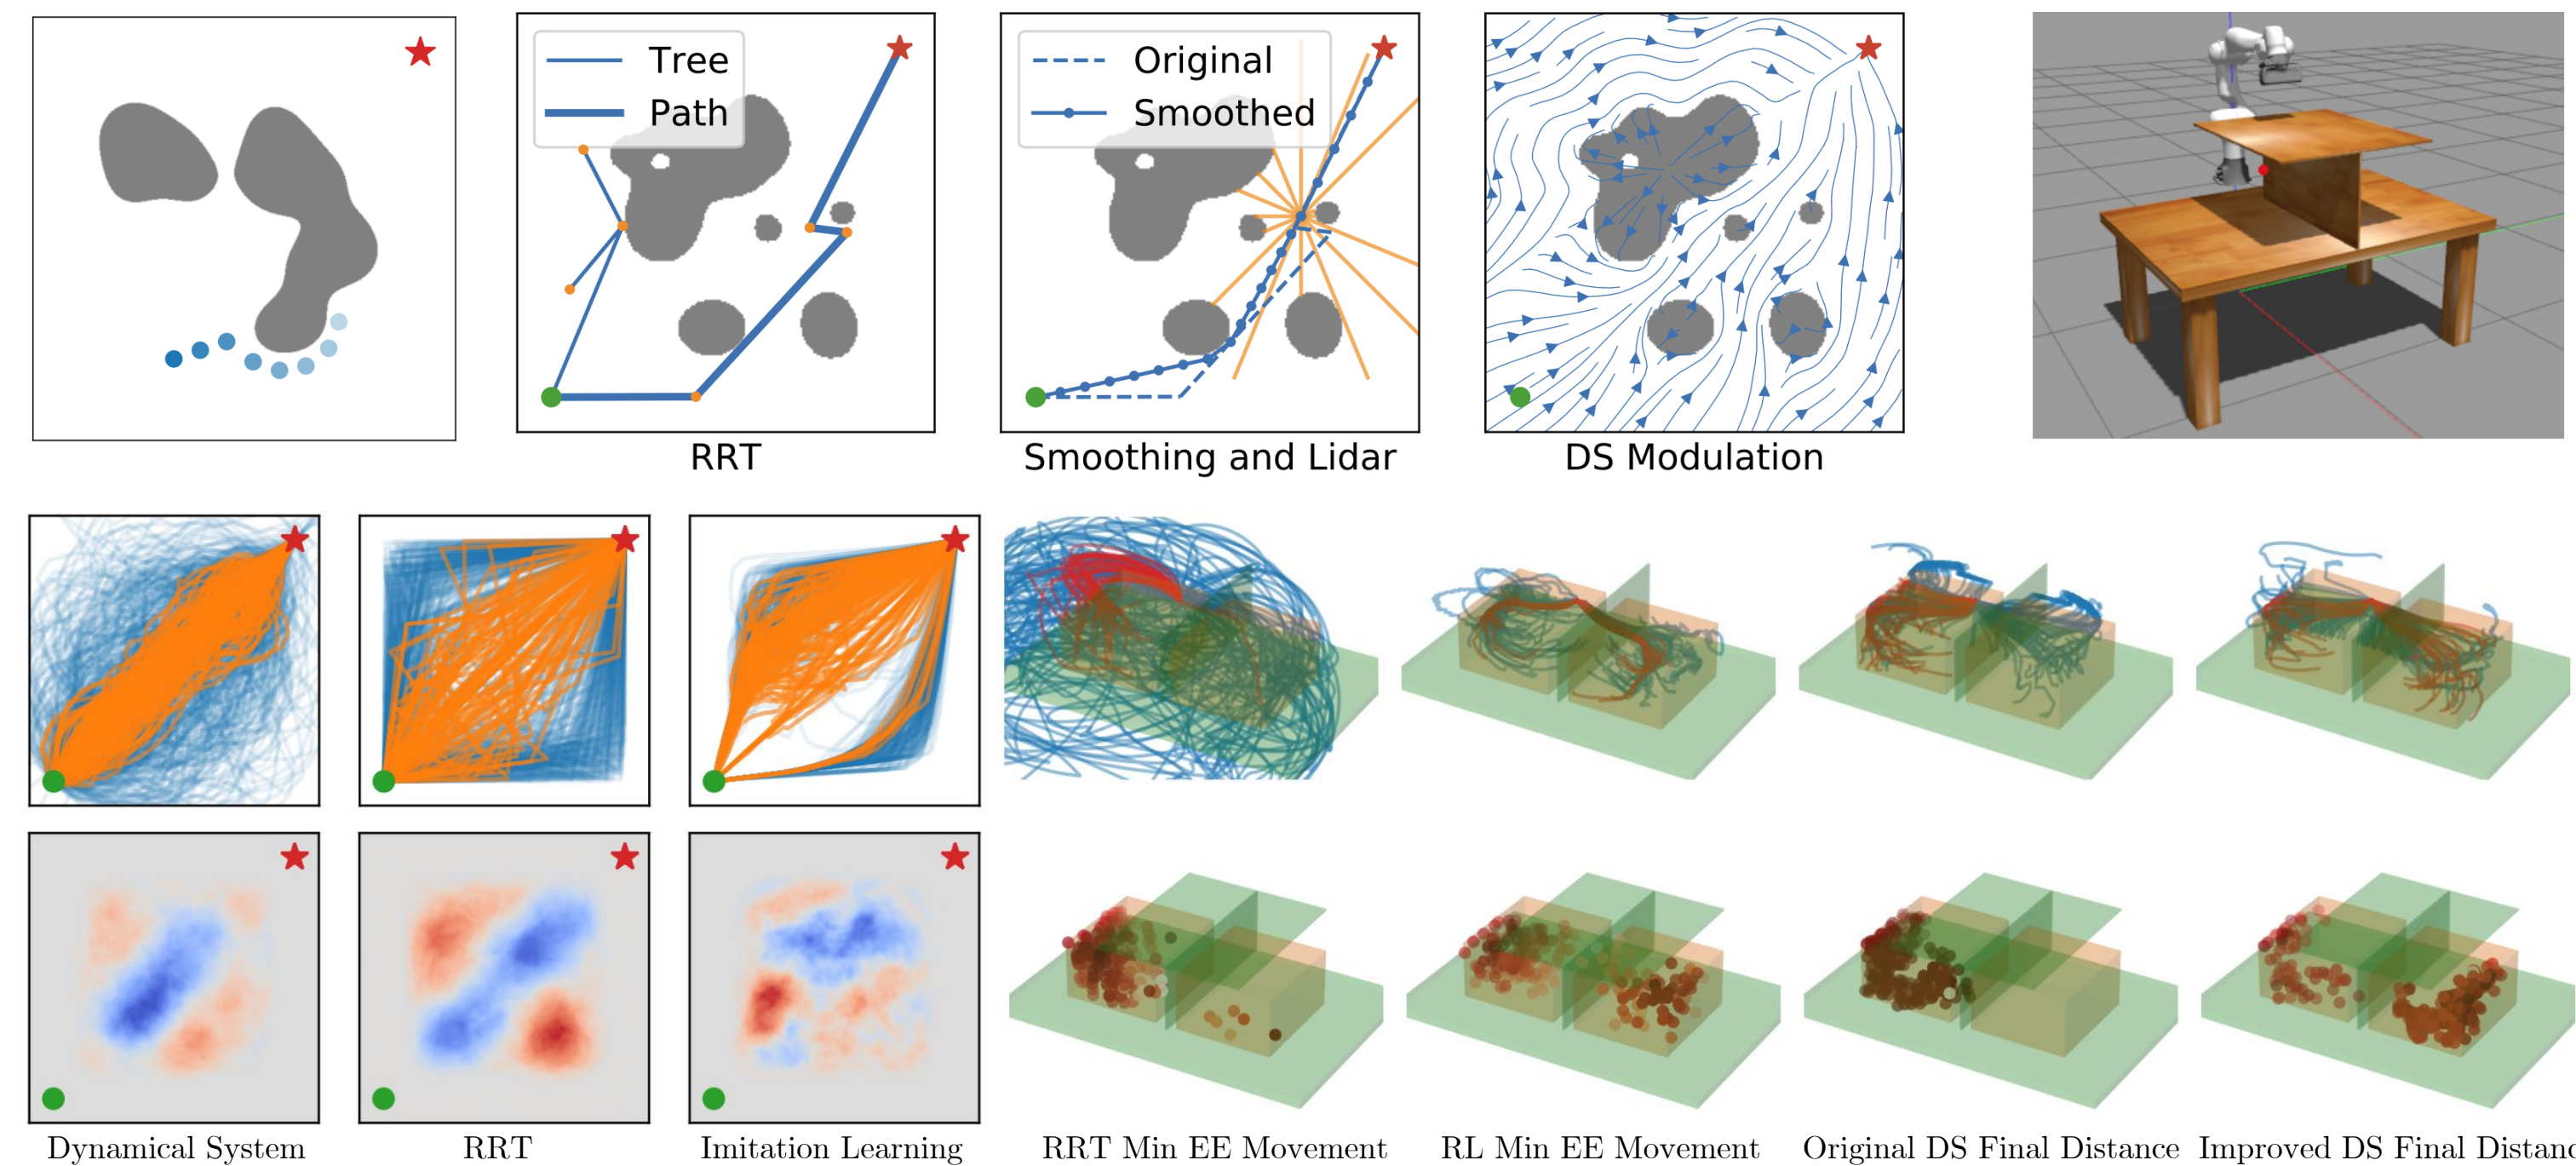 Tree
Path
Original
Smoothed
RRT
Smoothing and Lidar
DS Modulation
Dynamical System
RRT
Imitation Learning
RRT Min EE Movement
RL Min EE Movement
Original DS Final Distance
Improved DS Final Distan